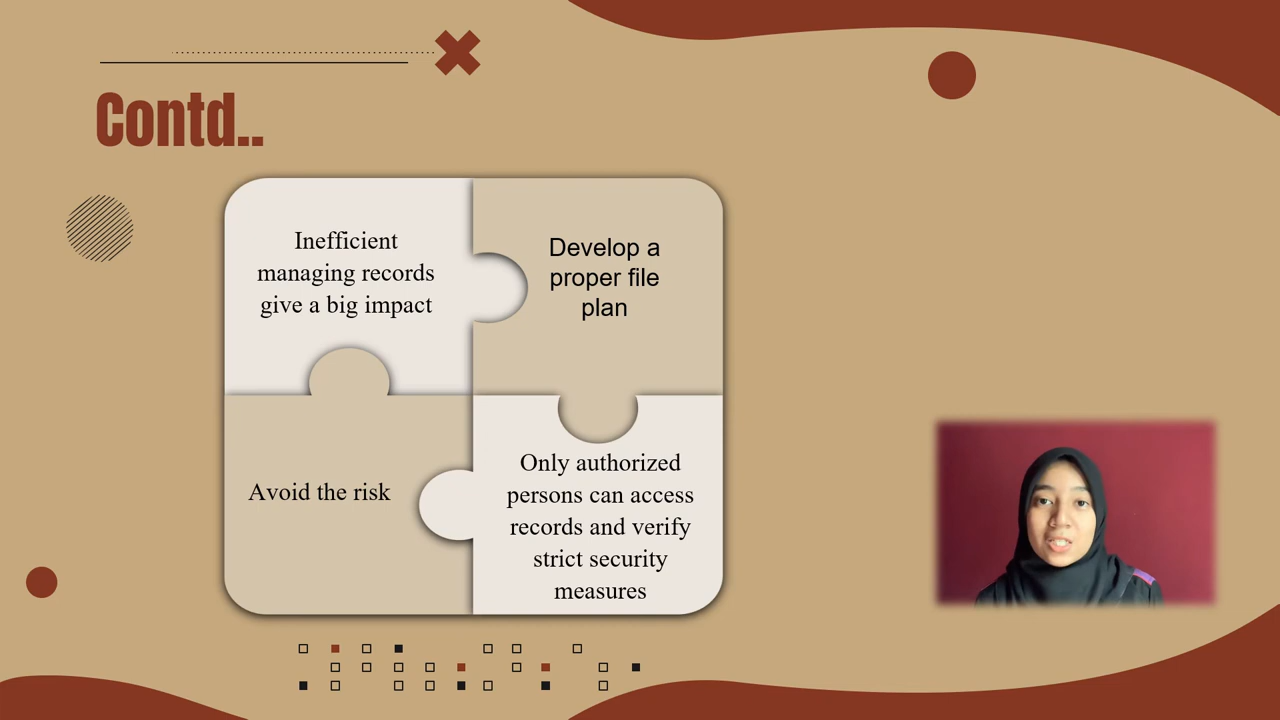 Contd..
Inefficient
managing records
give a big impact
Develop a
proper file
plan
Avoid the risk
Only authorized
persons can access
records and verify
strict security
measures